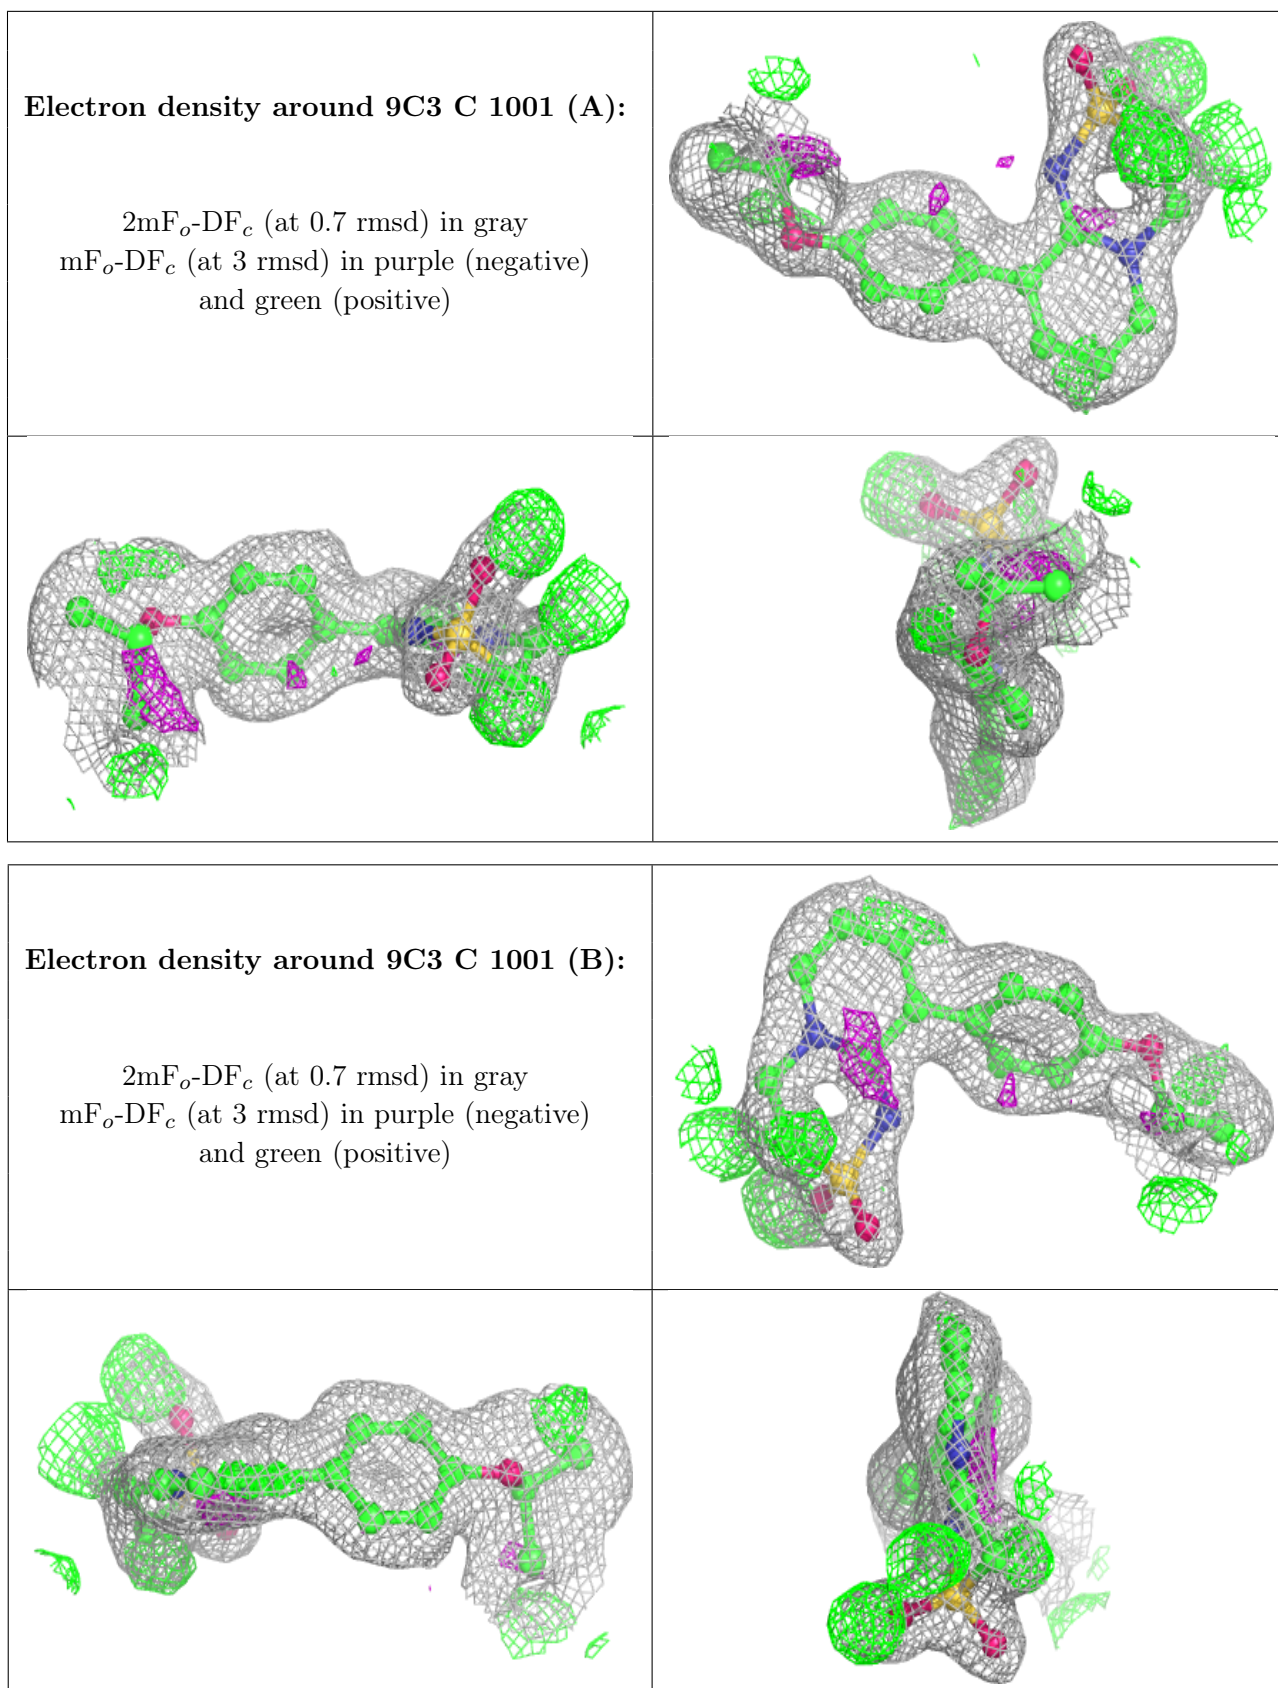 Electron density around 9C3 C 1001 (A):
2mFo-DFc (at 0.7 rmsd) in gray
mFo-DFc (at 3 rmsd) in purple (negative)
and green (positive)
Electron density around 9C3 C 1001 (B):
2mFo-DFc (at 0.7 rmsd) in gray
mFo-DFc (at 3 rmsd) in purple (negative)
and green (positive)